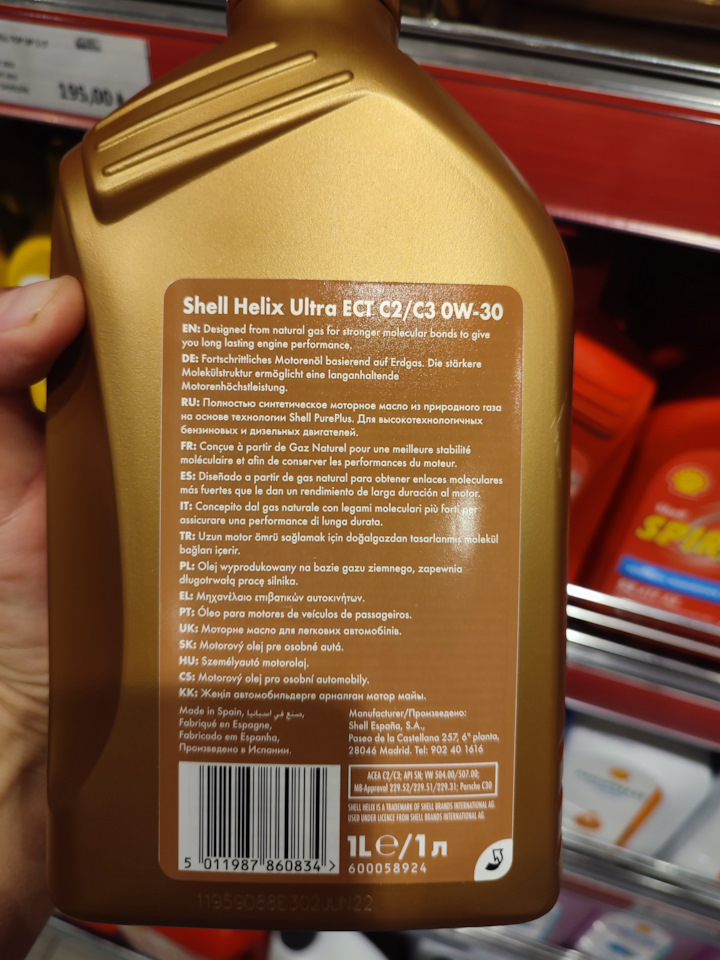 195,00
Shell Helix Ultra ECT C2/C3 0W-30
EN: Designed from natural gas for stronger molecular bonds to give
you long lasting engine performance.
DE: Fortschrittliches Motorenöl basierend auf Erdgas. Die stärkere
Molekülstruktur ermöglicht eine langanhaltende
Motorenhöchstleistung.
RU: Полностью синтетическое моторное масло из природного газа
на основе технологии Shell PurePlus. Для высокотехнологичных
бензиновых и дизельных двигателей.
FR: Conçue à partir de Gaz Naturel pour une meilleure stabilité
moléculaire et afin de conserver les performances du moteur.
ES: Diseñado a partir de gas natural para obtener enlaces moleculares
más fuertes que le dan un rendimiento de larga duración al motor.
IT: Concepito dal gas naturale con legami moleculari più forti per
assicurare una performance di lunga durata.
TR: Uzun motor ömrü sağlamak için doğalgazdan tasarlanmış molekül
bağları içerir.
PL: Olej wyprodukowany na bazie gazu ziemnego, zapewnia
długotrwałą pracę silnika.
EL: Μηχανέλαιο επιβατικών αυτοκινήτων.
PT: Óleo para motores de veículos de passageiros.
UK: Моторне масло для легкових автомобілів.
SK: Motorový olej pre osobné autá.
HU: Személyautó motorolaj.
CS: Motorový olej pro osobní automobily.
KK: Жеңіл автомобильдерге арналған мотор майы.
Made in Spain, صنع في اسبانيا,
Fabriqué en Espagne,
Fabricado em Espanha,
Произведено в Испании.
Manufacturer/Произведено:
Shell España, S.A.,
Paseo de la Castellana 257, 6ª planta,
28046 Madrid. Tel: 902 40 1616
ACEA C2/C3; API SN; VW 504.00/507.00;
MB-Approval 229.52/229.51/229.31; Porsche C30
SHELL HELIX IS A TRADEMARK OF SHELL BRANDS INTERNATIONAL AG.
USED UNDER LICENCE FROM SHELL BRANDS INTERNATIONAL AG.
5 011987 860834 >
1L℮/1л
600058924
02JUN22
SPIR